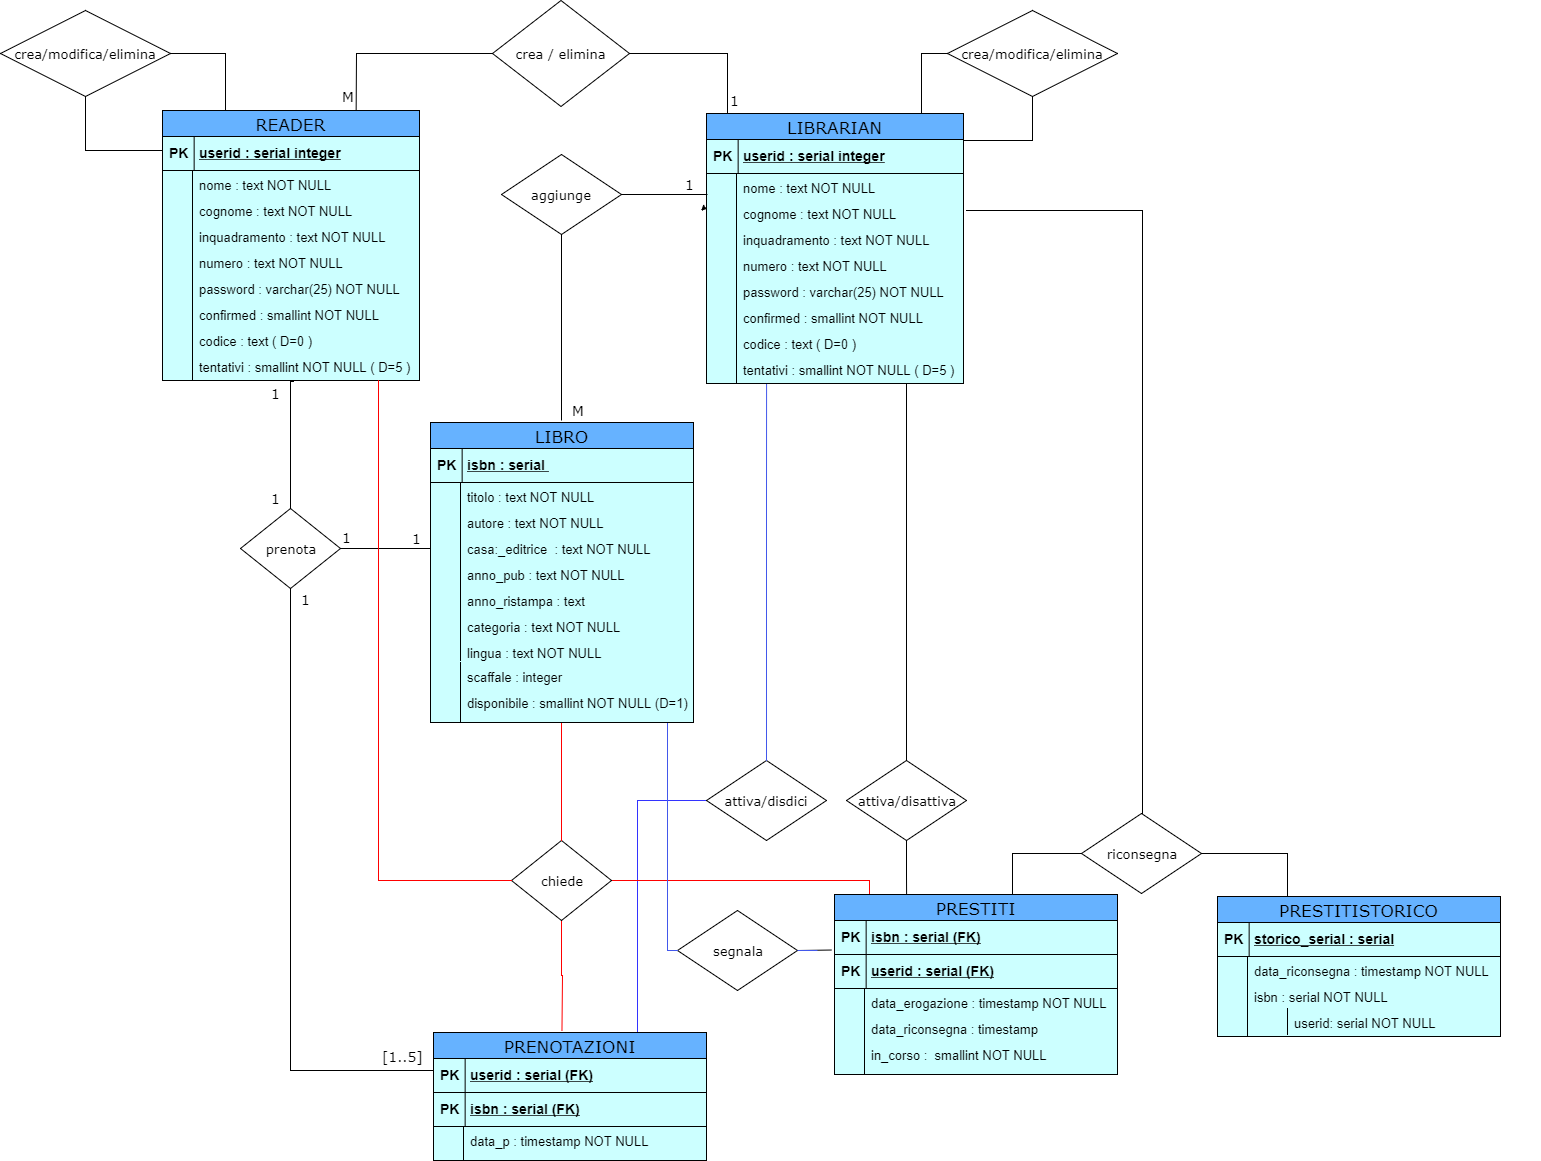 crea/modifica/elimina
crea / elimina
crea/modifica/elimina
M
1
READER
PK userid : serial integer
nome : text NOT NULL
cognome : text NOT NULL
inquadramento : text NOT NULL
numero : text NOT NULL
password : varchar(25) NOT NULL
confirmed : smallint NOT NULL
codice : text ( D=0 )
tentativi : smallint NOT NULL ( D=5 )
LIBRARIAN
PK userid : serial integer
nome : text NOT NULL
cognome : text NOT NULL
inquadramento : text NOT NULL
numero : text NOT NULL
password : varchar(25) NOT NULL
confirmed : smallint NOT NULL
codice : text ( D=0 )
tentativi : smallint NOT NULL ( D=5 )
aggiunge
1
M
1
1
prenota
1
1
1
LIBRO
PK isbn : serial
titolo : text NOT NULL
autore : text NOT NULL
casa:_editrice : text NOT NULL
anno_pub : text NOT NULL
anno_ristampa : text
categoria : text NOT NULL
lingua : text NOT NULL
scaffale : integer
disponibile : smallint NOT NULL (D=1)
attiva/disdici
attiva/disattiva
riconsegna
chiede
segnala
PRESTITI
PK isbn : serial (FK)
PK userid : serial (FK)
data_erogazione : timestamp NOT NULL
data_riconsegna : timestamp
in_corso : smallint NOT NULL
PRESTITISTORICO
PK storico_serial : serial
data_riconsegna : timestamp NOT NULL
isbn : serial NOT NULL
userid: serial NOT NULL
[1..5]
PRENOTAZIONI
PK userid : serial (FK)
PK isbn : serial (FK)
data_p : timestamp NOT NULL